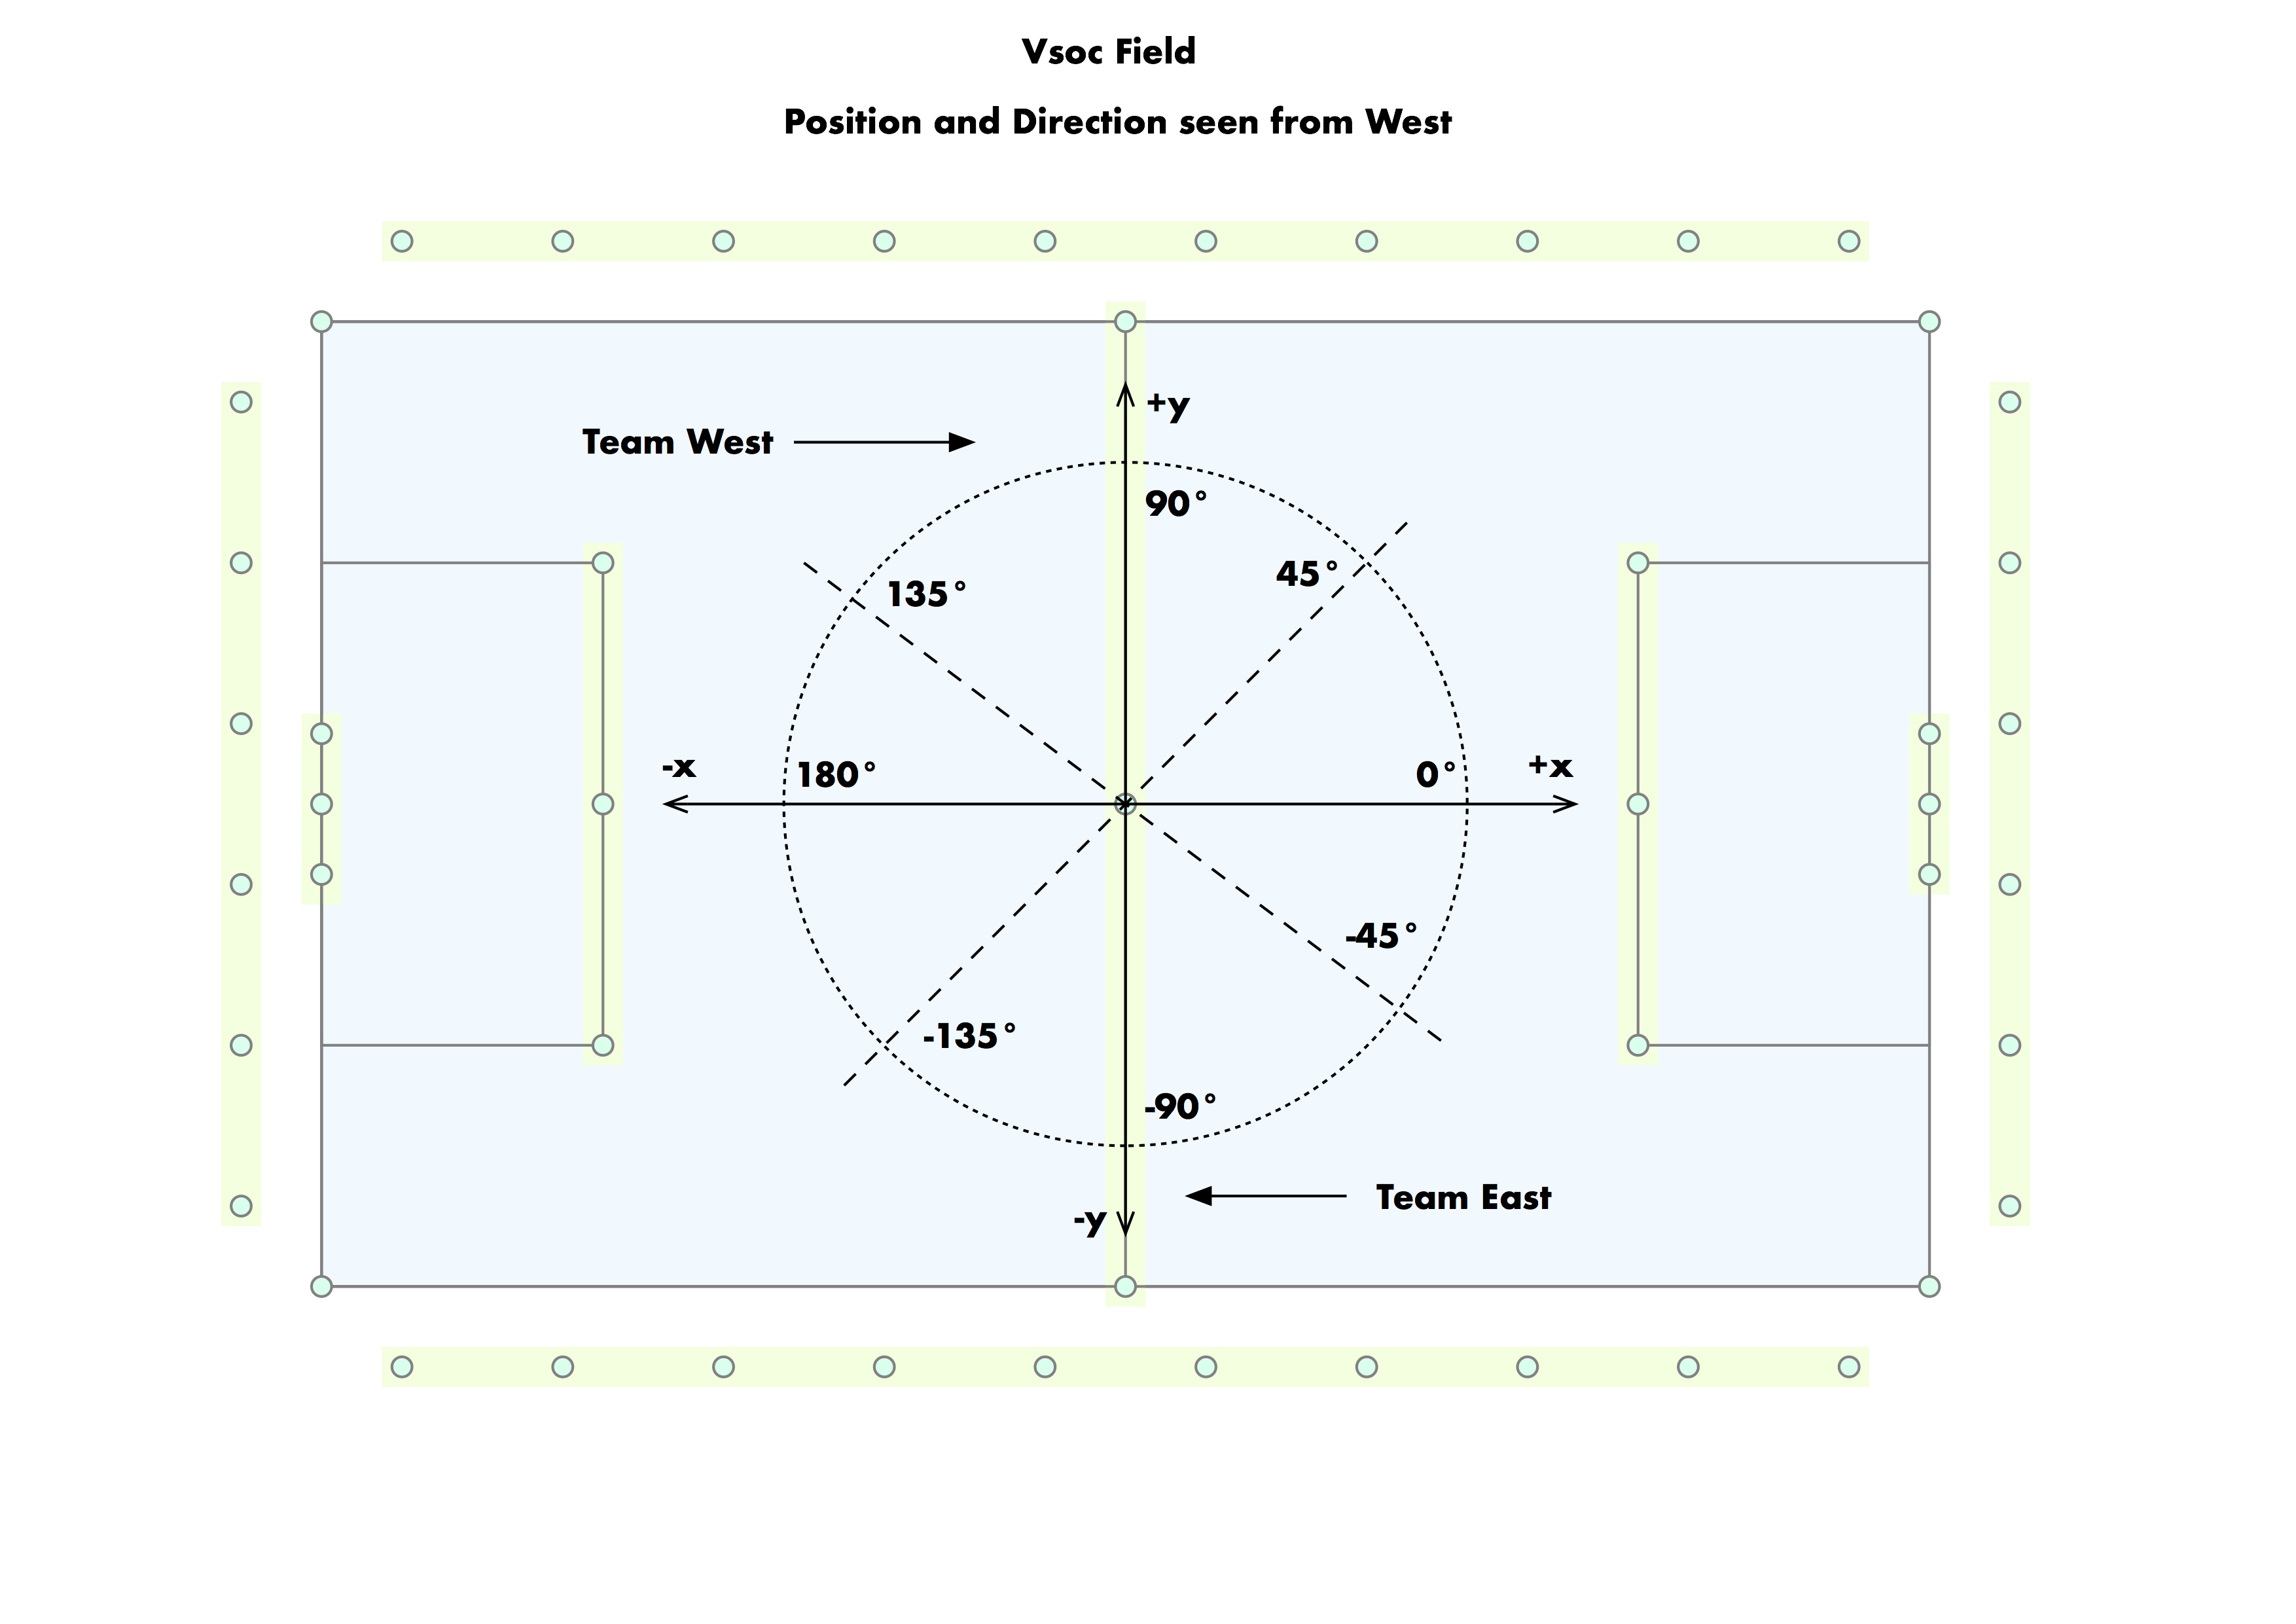 Vsoc Field
Position and Direction seen from West
+y
Team West
90°
45°
135°
-x
180°
0°
+x
-45°
-135°
-90°
Team East
-y